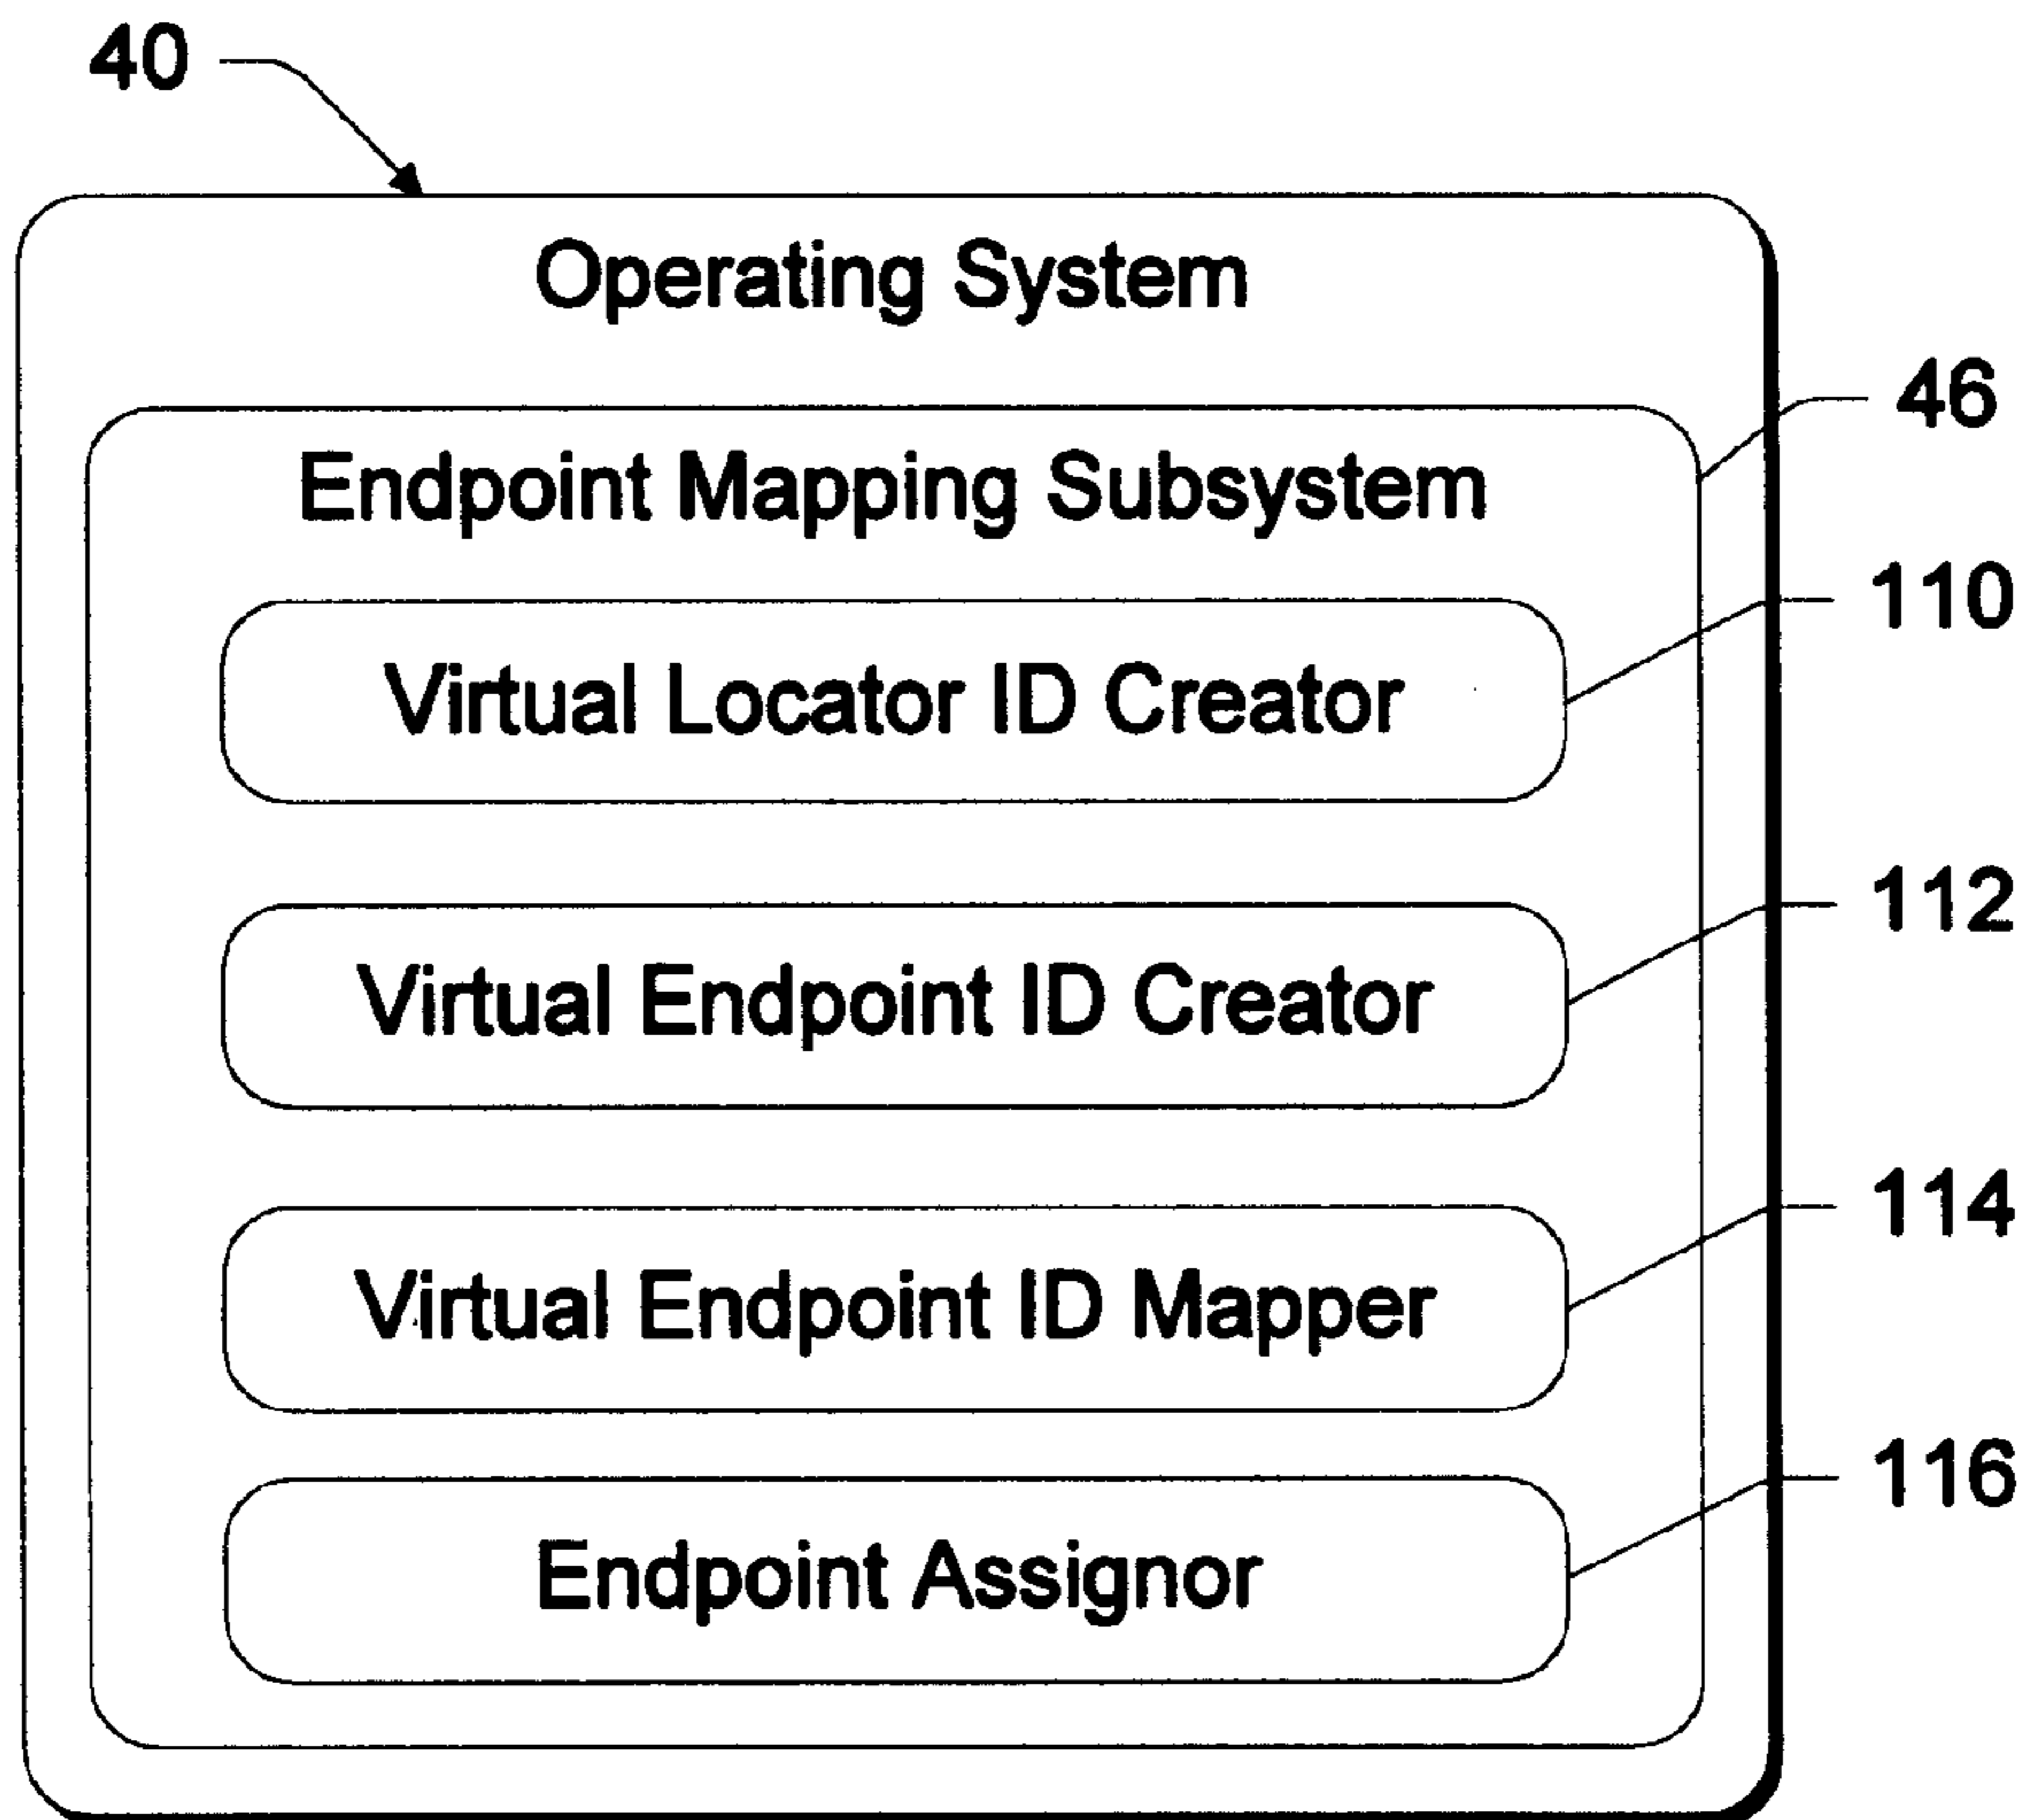 40
Operating System
46
Endpoint Mapping Subsystem
110
Virtual Locator ID Creator
112
Virtual Endpoint ID Creator
114
Virtual Endpoint ID Mapper
116
Endpoint Assignor